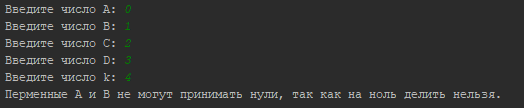 Введите число A: 0
Введите число B: 1
Введите число C: 2
Введите число D: 3
Введите число k: 4
Перменные A и B не могут принимать нули, так как на ноль делить нельзя.